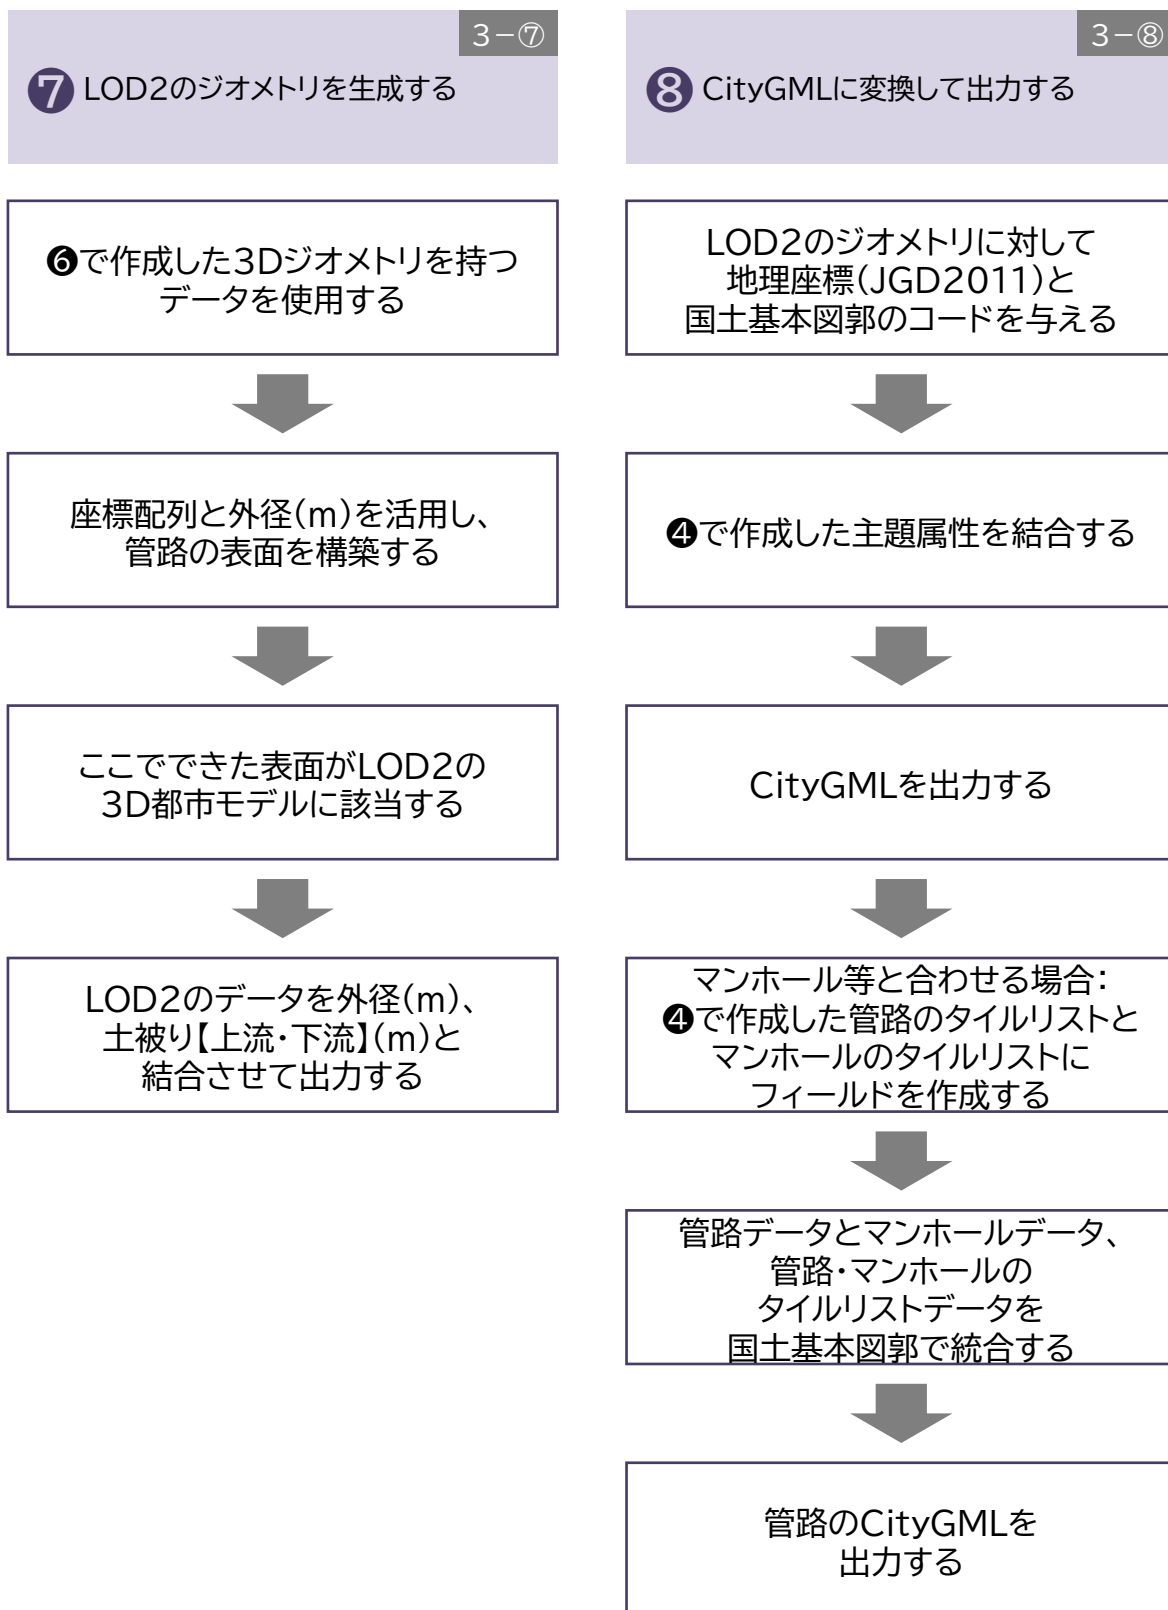 3－⑦
❼ LOD2のジオメトリを生成する
❻で作成した3Dジオメトリを持つ
データを使用する
座標配列と外径(m)を活用し、
管路の表面を構築する
ここでできた表面がLOD2の
3D都市モデルに該当する
LOD2のデータを外径(m)、
土被り【上流・下流】(m)と
結合させて出力する
3－⑧
❽ CityGMLに変換して出力する
LOD2のジオメトリに対して
地理座標(JGD2011)と
国土基本図郭のコードを与える
❹で作成した主題属性を結合する
CityGMLを出力する
マンホール等と合わせる場合：
❹で作成した管路のタイルリストと
マンホールのタイルリストに
フィールドを作成する
管路データとマンホールデータ、
管路・マンホールの
タイルリストデータを
国土基本図郭で統合する
管路のCityGMLを
出力する